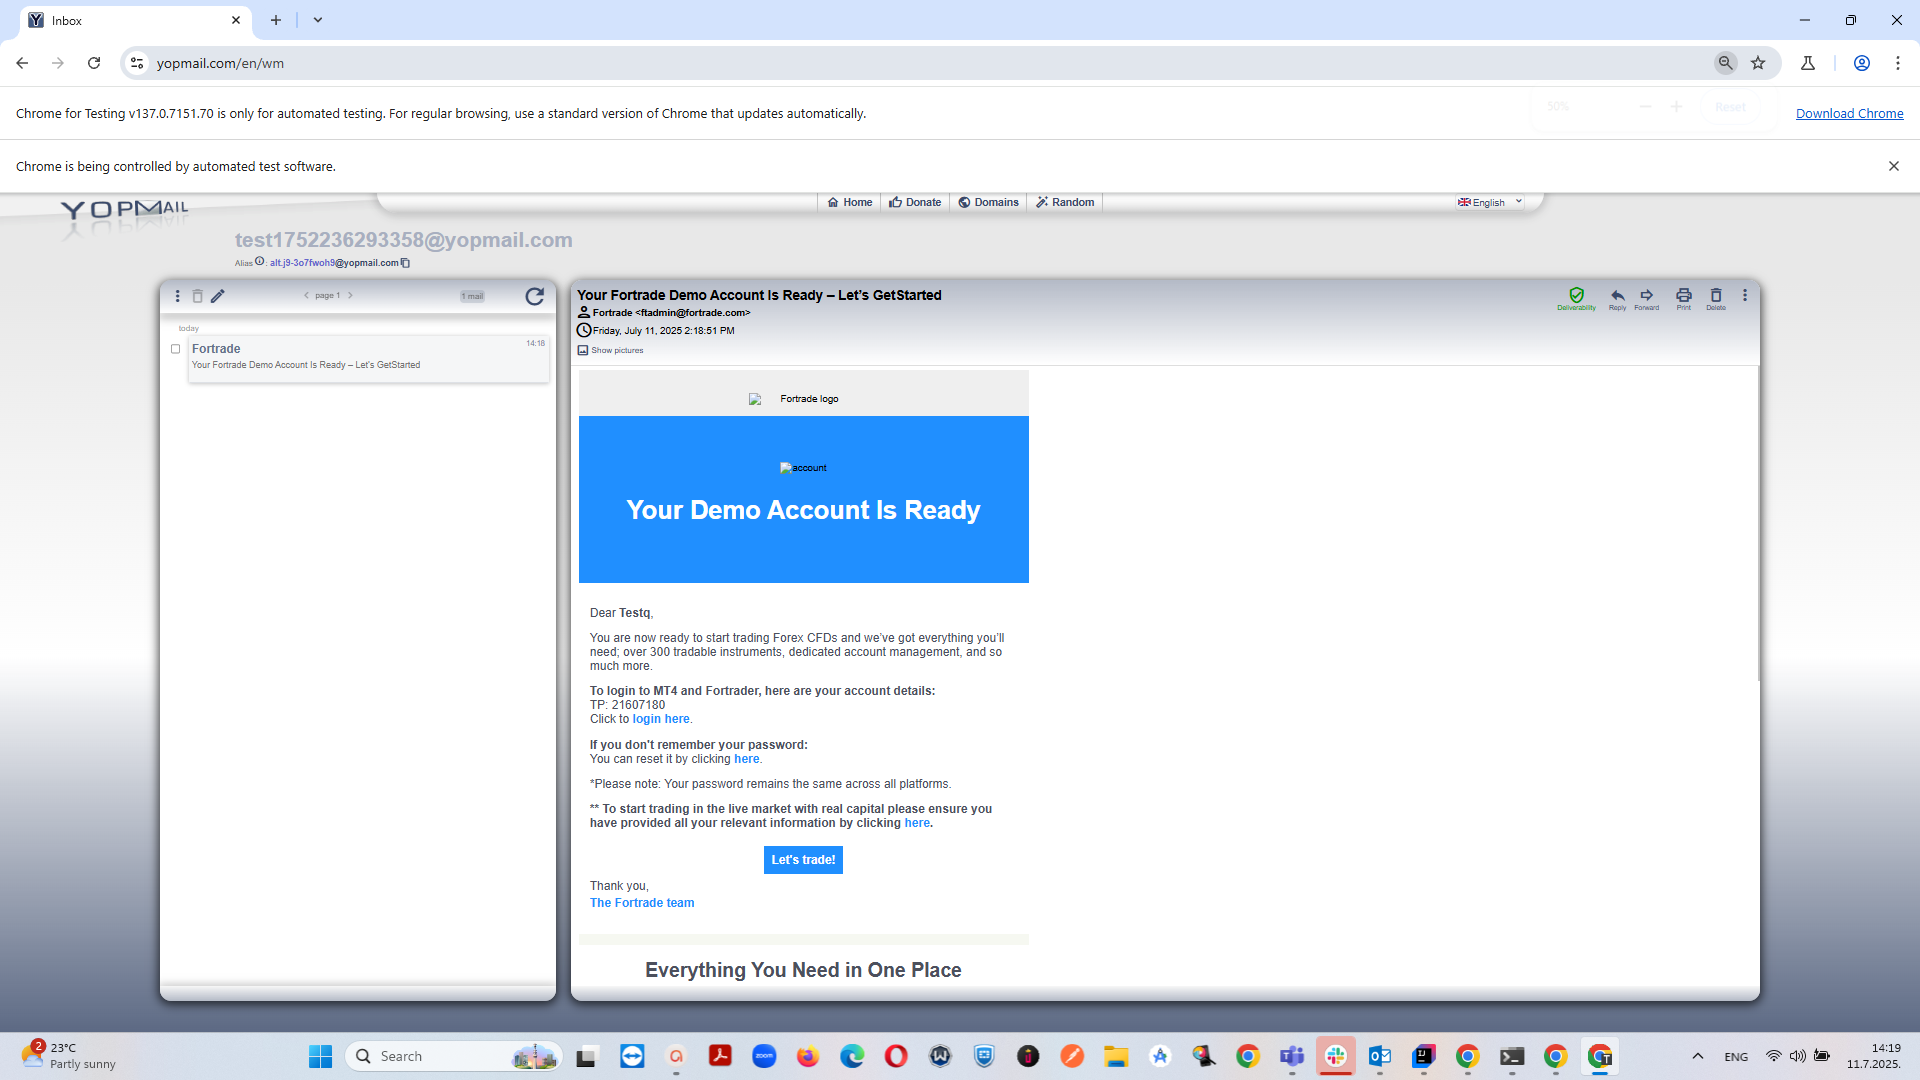 Inbox
yopmail.com/en/wm
Chrome for Testing v137.0.7151.70 is only for automated testing. For regular browsing, use a standard version of Chrome that updates automatically.
50%
Reset
Download Chrome
Chrome is being controlled by automated test software.
YOPMAIL
Home
Donate
Domains
Random
English
test1752236293358@yopmail.com
Alias : alt.j9-3o7fwoh9@yopmail.com
page 1
1 mail
today
Fortrade
14:18
Your Fortrade Demo Account Is Ready – Let's GetStarted
Your Fortrade Demo Account Is Ready – Let's GetStarted
Fortrade <ftadmin@fortrade.com>
Friday, July 11, 2025 2:18:51 PM
Show pictures
Deliverability
Reply
Forward
Print
Delete
Fortrade logo
account
Your Demo Account Is Ready
Dear Testq,
You are now ready to start trading Forex CFDs and we've got everything you'll
need; over 300 tradable instruments, dedicated account management, and so
much more.
To login to MT4 and Fortrader, here are your account details:
TP: 21607180
Click to login here.
If you don't remember your password:
You can reset it by clicking here.
*Please note: Your password remains the same across all platforms.
** To start trading in the live market with real capital please ensure you
have provided all your relevant information by clicking here.
Let's trade!
Thank you,
The Fortrade team
Everything You Need in One Place
2
23°C
Partly sunny
Search
zoom
ENG
14:19
11.7.2025.